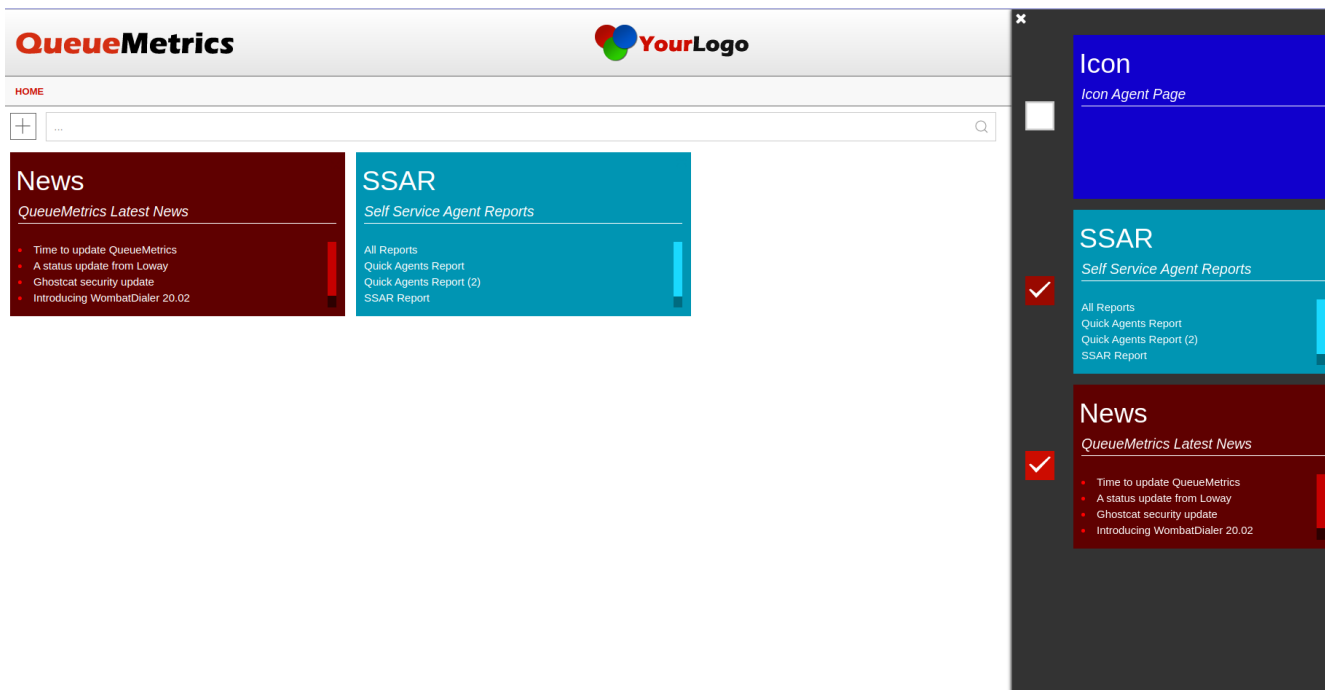 QueueMetrics
YourLogo
HOME
...
News
QueueMetrics Latest News
Time to update QueueMetrics
A status update from Loway
Ghostcat security update
Introducing WombatDialer 20.02
SSAR
Self Service Agent Reports
All Reports
Quick Agents Report
Quick Agents Report (2)
SSAR Report
Icon
Icon Agent Page
SSAR
Self Service Agent Reports
All Reports
Quick Agents Report
Quick Agents Report (2)
SSAR Report
News
QueueMetrics Latest News
Time to update QueueMetrics
A status update from Loway
Ghostcat security update
Introducing WombatDialer 20.02